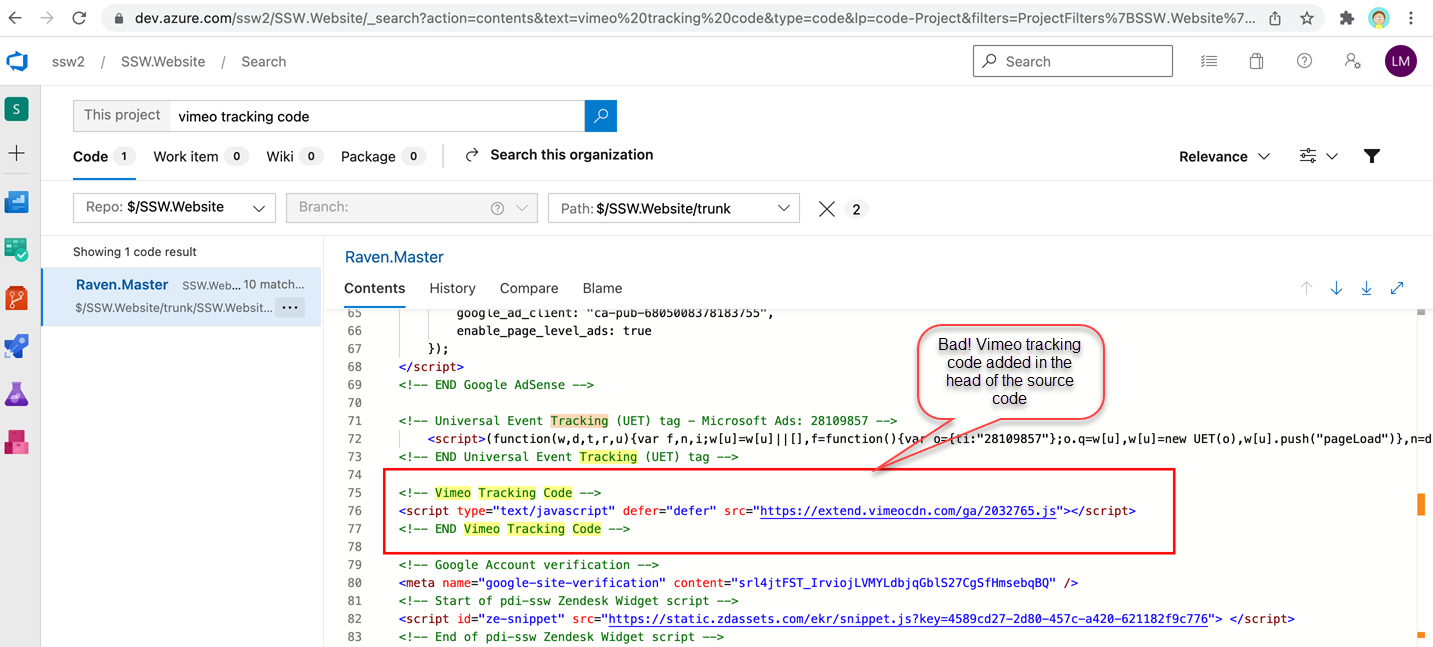 dev.azure.com/ssw2/SSW.Website/_search?action=contents&text=vimeo%20tracking%20code&type=code&lp=code-Project&filters=ProjectFilters%7BSSW.Website%7...
ssw2 / SSW.Website / Search
Search
LM
S
This project vimeo tracking code
Code 1 Work item 0 Wiki 0 Package 0 Search this organization
Relevance
Repo: $/SSW.Website
Branch:
Path: $/SSW.Website/trunk
2
Showing 1 code result
Raven.Master SSW.Web... 10 match...
$/SSW.Website/trunk/SSW.Websit...
Raven.Master
Contents History Compare Blame
65 google_ad_client: "ca-pub-6805008378183755",
66 enable_page_level_ads: true
67 });
68 </script>
69 <!-- END Google AdSense -->
70
71 <!-- Universal Event Tracking (UET) tag - Microsoft Ads: 28109857 -->
72 <script>(function(w,d,t,r,u){var f,n,i;w[u]=w[u]||[],f=function(){var o={ti:"28109857"};o.q=w[u],w[u]=new UET(o),w[u].push("pageLoad")},n=d
73 <!-- END Universal Event Tracking (UET) tag -->
74
75 <!-- Vimeo Tracking Code -->
76 <script type="text/javascript" defer="defer" src="https://extend.vimeocdn.com/ga/2032765.js"></script>
77 <!-- END Vimeo Tracking Code -->
78
79 <!-- Google Account verification -->
80 <meta name="google-site-verification" content="srl4jtFST_IrviojLVMYLdbjqGblS27CgSfHmsebqBQ" />
81 <!-- Start of pdi-ssw Zendesk Widget script -->
82 <script id="ze-snippet" src="https://static.zdassets.com/ekr/snippet.js?key=4589cd27-2d80-457c-a420-621182f9c776"> </script>
83 <!-- End of pdi-ssw Zendesk Widget script -->
Bad! Vimeo tracking
code added in the
head of the source
code